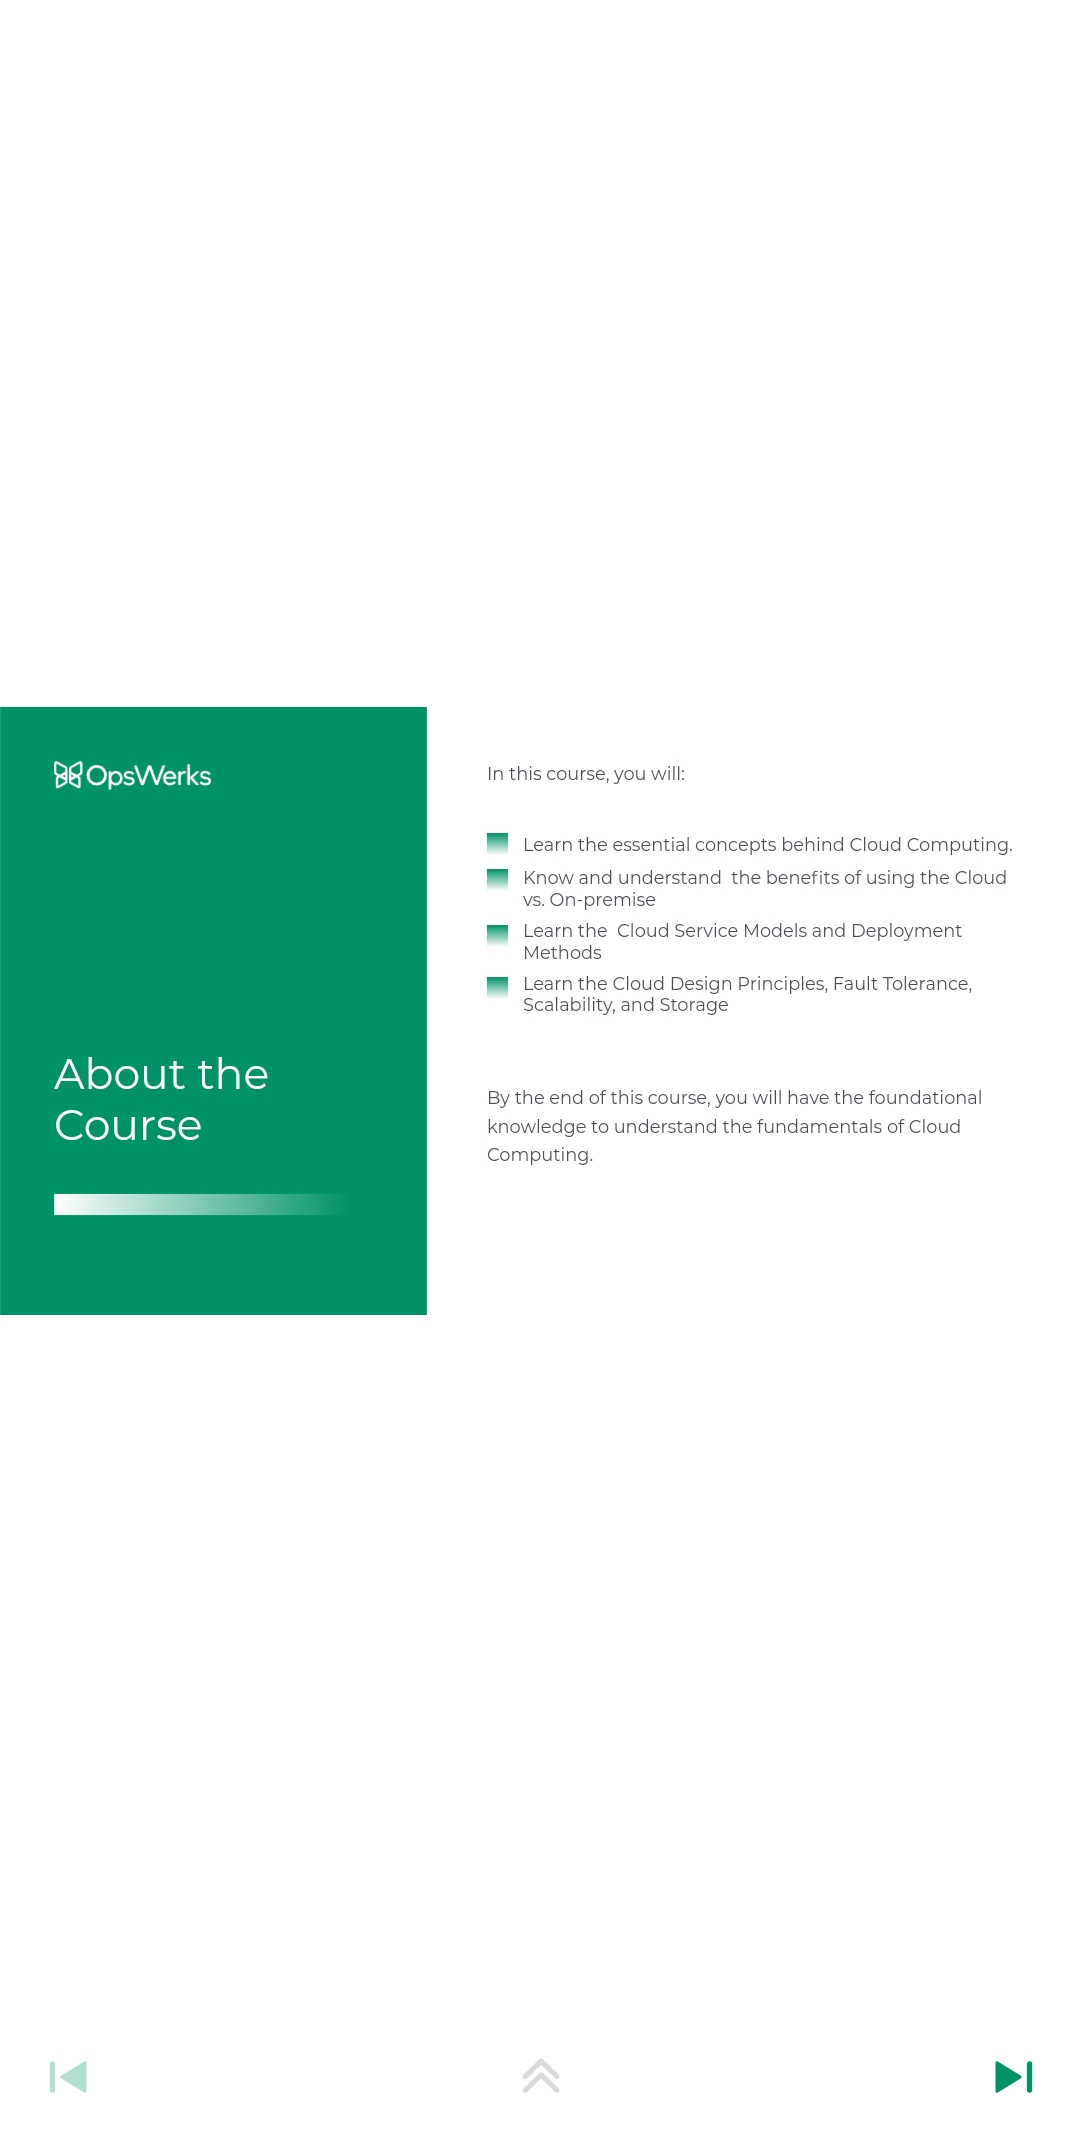 OpsWerks
About the
Course
In this course, you will:
Learn the essential concepts behind Cloud Computing.
Know and understand  the benefits of using the Cloud
vs. On-premise
Learn the  Cloud Service Models and Deployment
Methods
Learn the Cloud Design Principles, Fault Tolerance,
Scalability, and Storage
By the end of this course, you will have the foundational
knowledge to understand the fundamentals of Cloud
Computing.